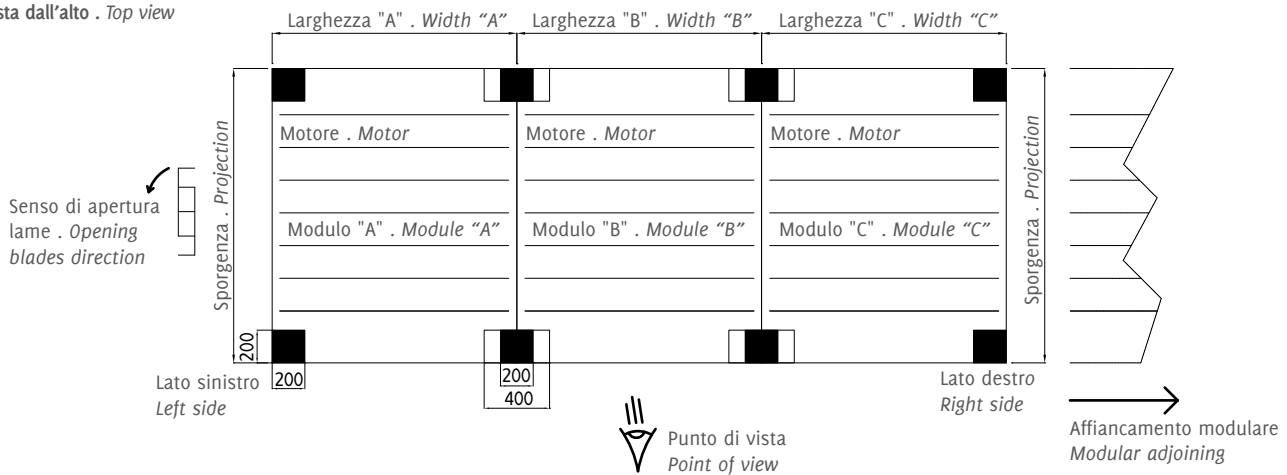 sta dall'alto . Top view
Larghezza "A" . Width “A”
Larghezza "B" . Width “B”
Larghezza "C" . Width “C”
Motore . Motor
Motore . Motor
Motore . Motor
Sporgenza . Projection
Sporgenza . Projection
Senso di apertura
lame . Opening
blades direction
Modulo "A" . Module “A”
Modulo "B" . Module “B”
Modulo "C" . Module “C”
200
200
200
400
Lato sinistro
Left side
Lato destro
Right side
Punto di vista
Point of view
Affiancamento modulare
Modular adjoining